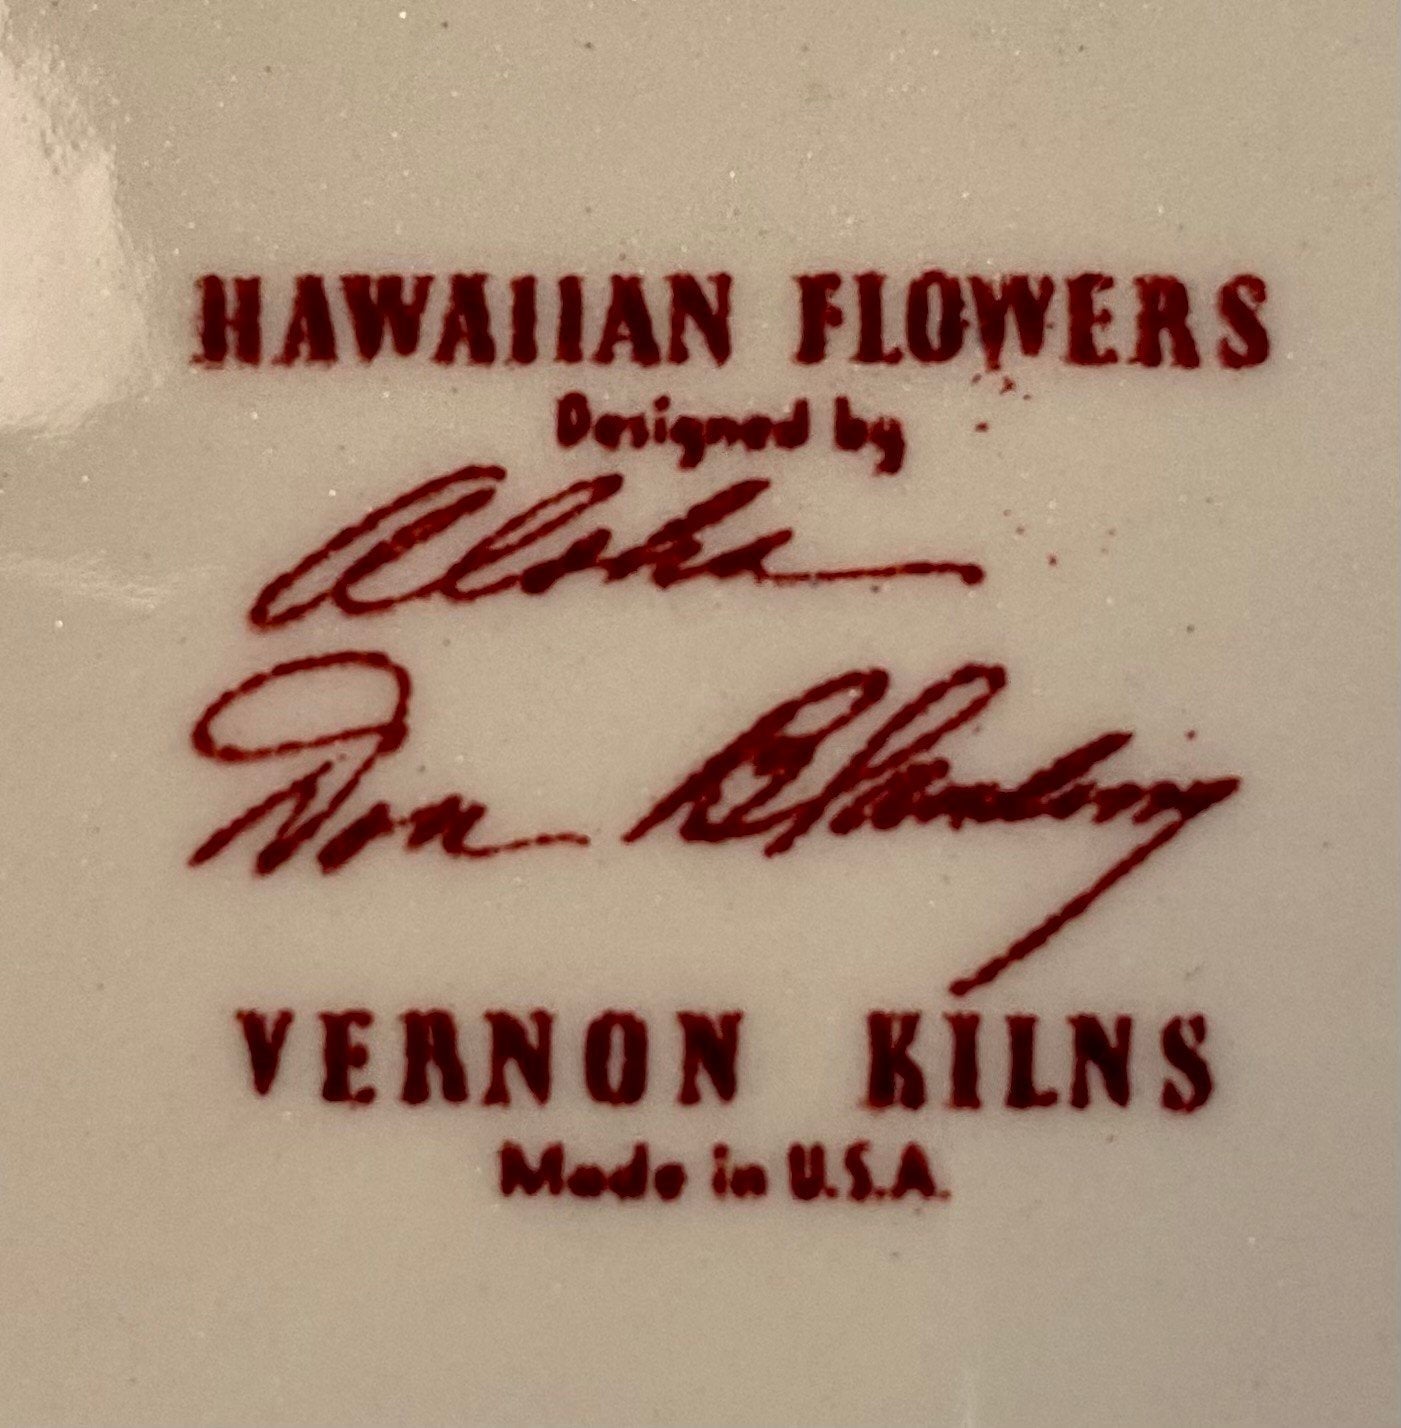 HAWAIIAN FLOWERS
Designed by
Aloha
Don Blanding
VERNON KILNS
Made in U.S.A.